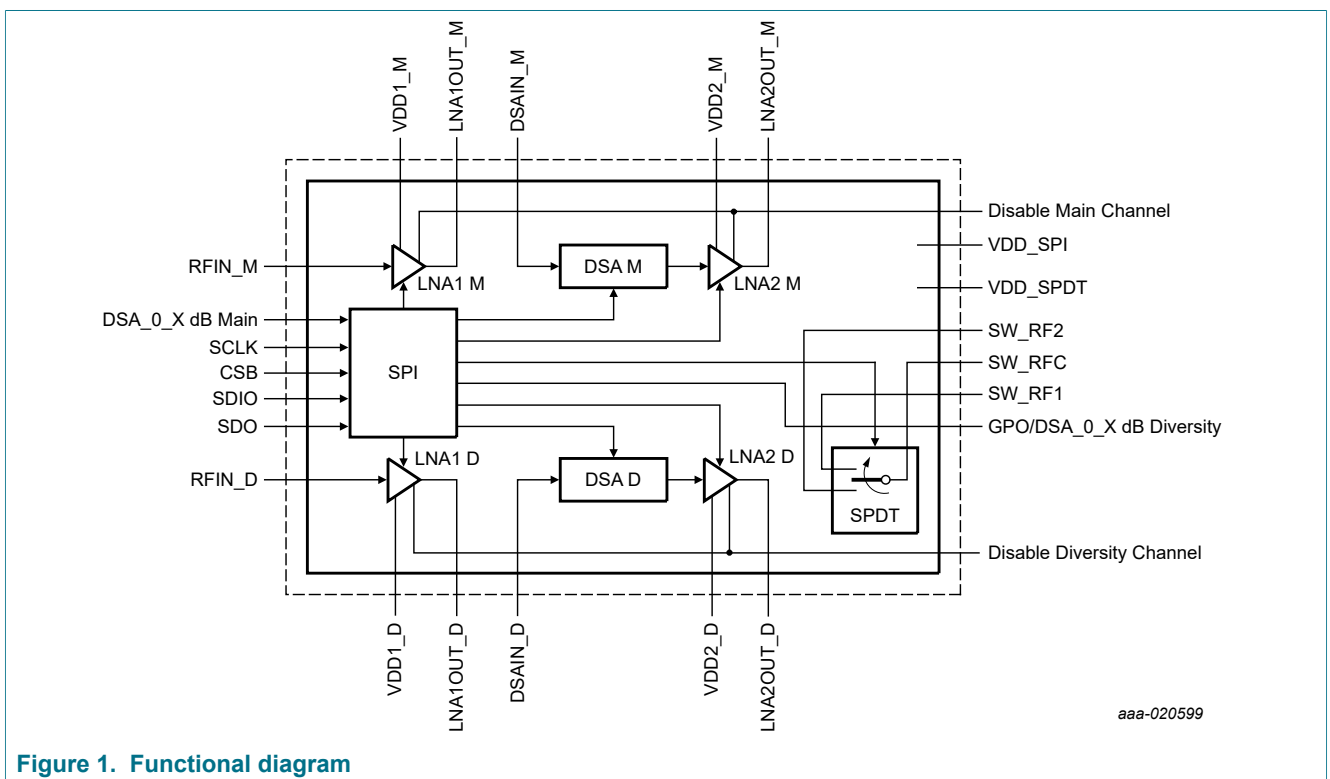 VDD1_M
LNA1OUT_M
DSAIN_M
VDD2_M
LNA2OUT_M
Disable Main Channel
VDD_SPI
RFIN_M
DSA M
LNA1 M
LNA2 M
VDD_SPDT
DSA_0_X dB Main
SW_RF2
SCLK
SW_RFC
CSB
SPI
SDIO
SW_RF1
SDO
GPO/DSA_0_X dB Diversity
LNA1 D
LNA2 D
RFIN_D
DSA D
SPDT
Disable Diversity Channel
VDD1_D
LNA1OUT_D
DSAIN_D
VDD2_D
LNA2OUT_D
aaa-020599
Figure 1. Functional diagram